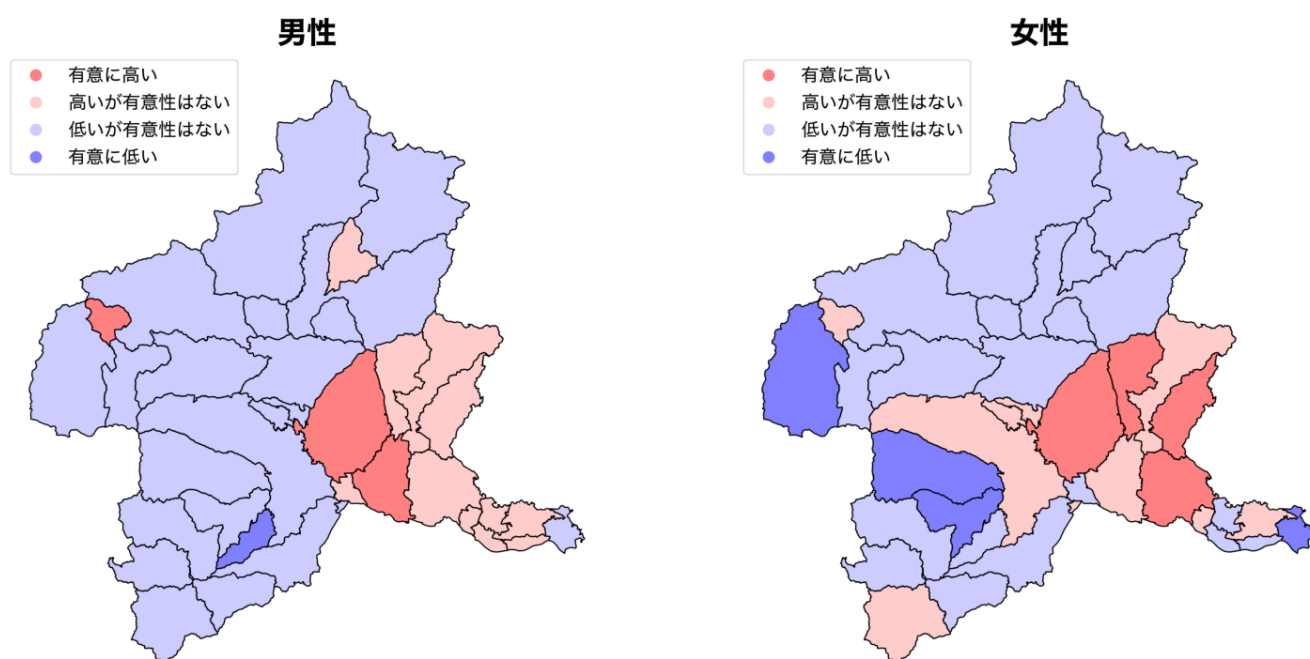 男性
有意に高い
高いが有意性はない
低いが有意性はない
有意に低い
女性
有意に高い
高いが有意性はない
低いが有意性はない
有意に低い